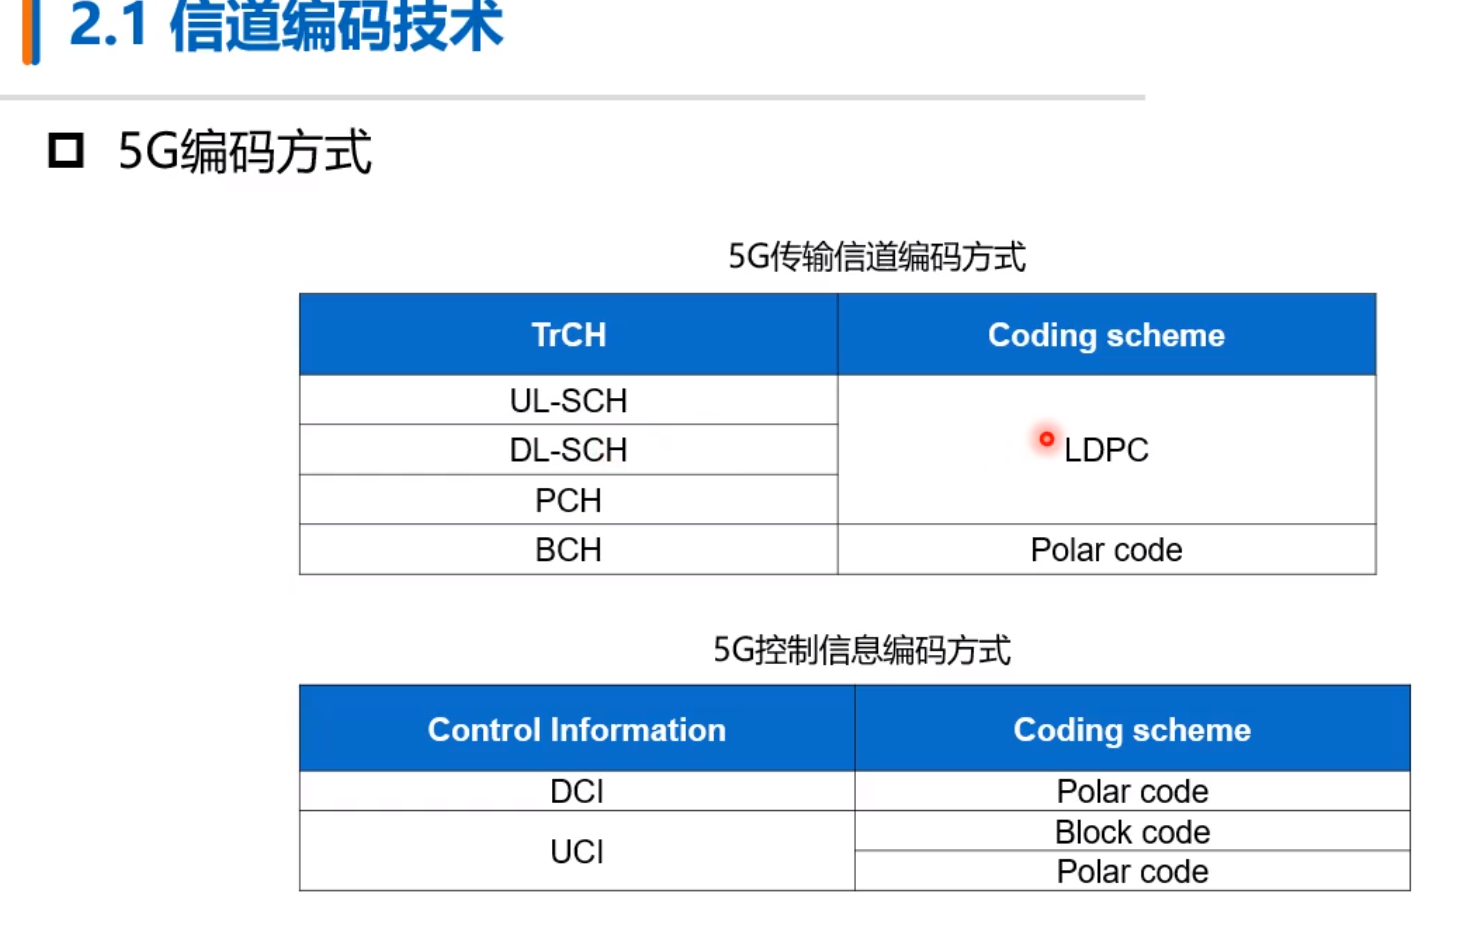 2.1 信道编码技术
5G编码方式
5G传输信道编码方式
TrCH Coding scheme
UL-SCH
DL-SCH
LDPC
PCH
BCH Polar code
5G控制信息编码方式
Control Information Coding scheme
DCI Polar code
UCI
Block code
Polar code